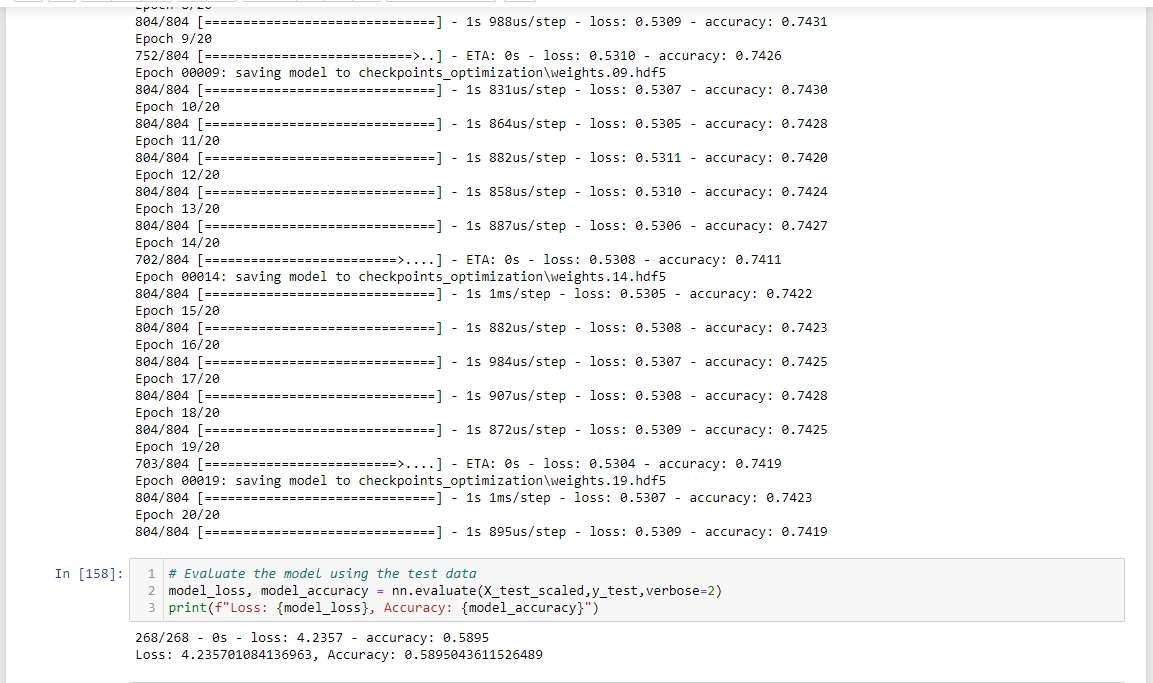 804/804 [==============================] - 1s 988us/step - loss: 0.5309 - accuracy: 0.7431
Epoch 9/20
752/804 [===========================>..] - ETA: 0s - loss: 0.5310 - accuracy: 0.7426
Epoch 00009: saving model to checkpoints_optimization\weights.09.hdf5
804/804 [==============================] - 1s 831us/step - loss: 0.5307 - accuracy: 0.7430
Epoch 10/20
804/804 [==============================] - 1s 864us/step - loss: 0.5305 - accuracy: 0.7428
Epoch 11/20
804/804 [==============================] - 1s 882us/step - loss: 0.5311 - accuracy: 0.7420
Epoch 12/20
804/804 [==============================] - 1s 858us/step - loss: 0.5310 - accuracy: 0.7424
Epoch 13/20
804/804 [==============================] - 1s 887us/step - loss: 0.5306 - accuracy: 0.7427
Epoch 14/20
702/804 [=========================>....] - ETA: 0s - loss: 0.5308 - accuracy: 0.7411
Epoch 00014: saving model to checkpoints_optimization\weights.14.hdf5
804/804 [==============================] - 1s 1ms/step - loss: 0.5305 - accuracy: 0.7422
Epoch 15/20
804/804 [==============================] - 1s 882us/step - loss: 0.5308 - accuracy: 0.7423
Epoch 16/20
804/804 [==============================] - 1s 984us/step - loss: 0.5307 - accuracy: 0.7425
Epoch 17/20
804/804 [==============================] - 1s 907us/step - loss: 0.5308 - accuracy: 0.7428
Epoch 18/20
804/804 [==============================] - 1s 872us/step - loss: 0.5309 - accuracy: 0.7425
Epoch 19/20
703/804 [=========================>....] - ETA: 0s - loss: 0.5304 - accuracy: 0.7419
Epoch 00019: saving model to checkpoints_optimization\weights.19.hdf5
804/804 [==============================] - 1s 1ms/step - loss: 0.5307 - accuracy: 0.7423
Epoch 20/20
804/804 [==============================] - 1s 895us/step - loss: 0.5309 - accuracy: 0.7419
In [158]: 1 # Evaluate the model using the test data
2 model_loss, model_accuracy = nn.evaluate(X_test_scaled,y_test,verbose=2)
3 print(f"Loss: {model_loss}, Accuracy: {model_accuracy}")
268/268 - 0s - loss: 4.2357 - accuracy: 0.5895
Loss: 4.235701084136963, Accuracy: 0.5895043611526489